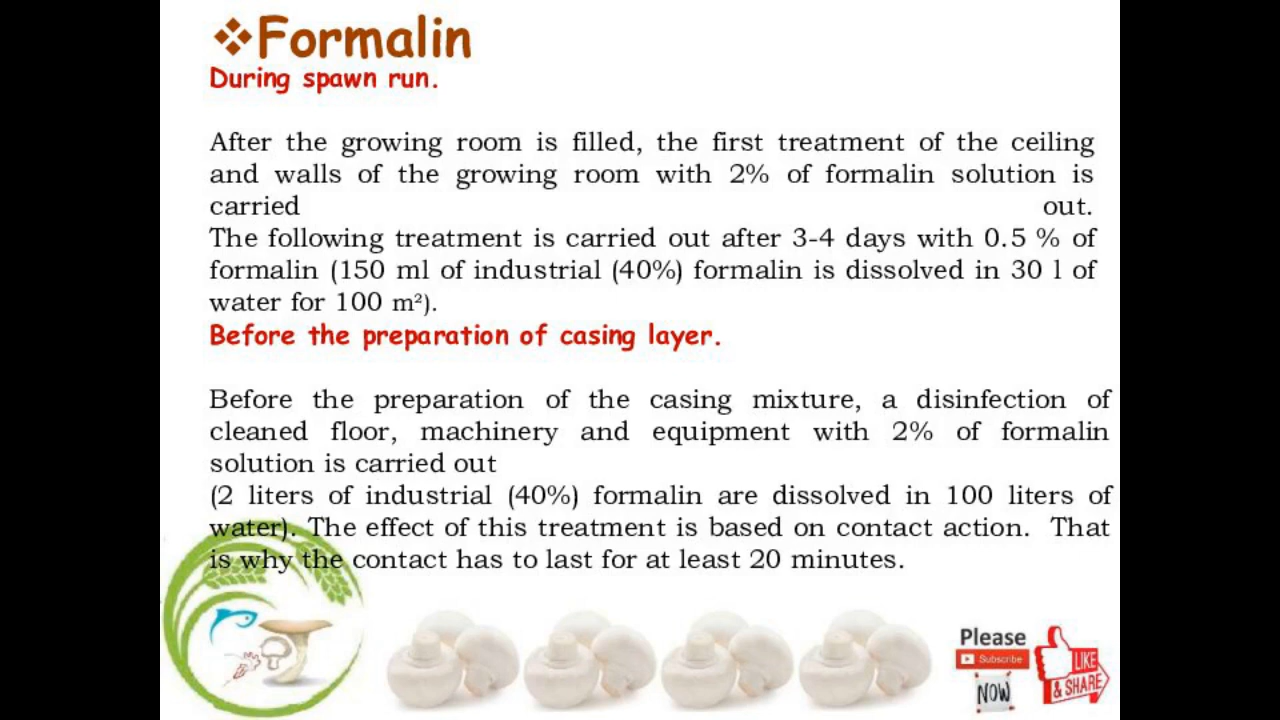 ❖Formalin
During spawn run.
After the growing room is filled, the first treatment of the ceiling
and walls of the growing room with 2% of formalin solution is
carried out.
The following treatment is carried out after 3-4 days with 0.5 % of
formalin (150 ml of industrial (40%) formalin is dissolved in 30 l of
water for 100 m²).
Before the preparation of casing layer.
Before the preparation of the casing mixture, a disinfection of
cleaned floor, machinery and equipment with 2% of formalin
solution is carried out
(2 liters of industrial (40%) formalin are dissolved in 100 liters of
water). The effect of this treatment is based on contact action. That
is why the contact has to last for at least 20 minutes.
Please
Subscribe
NOW
LIKE
& SHARE